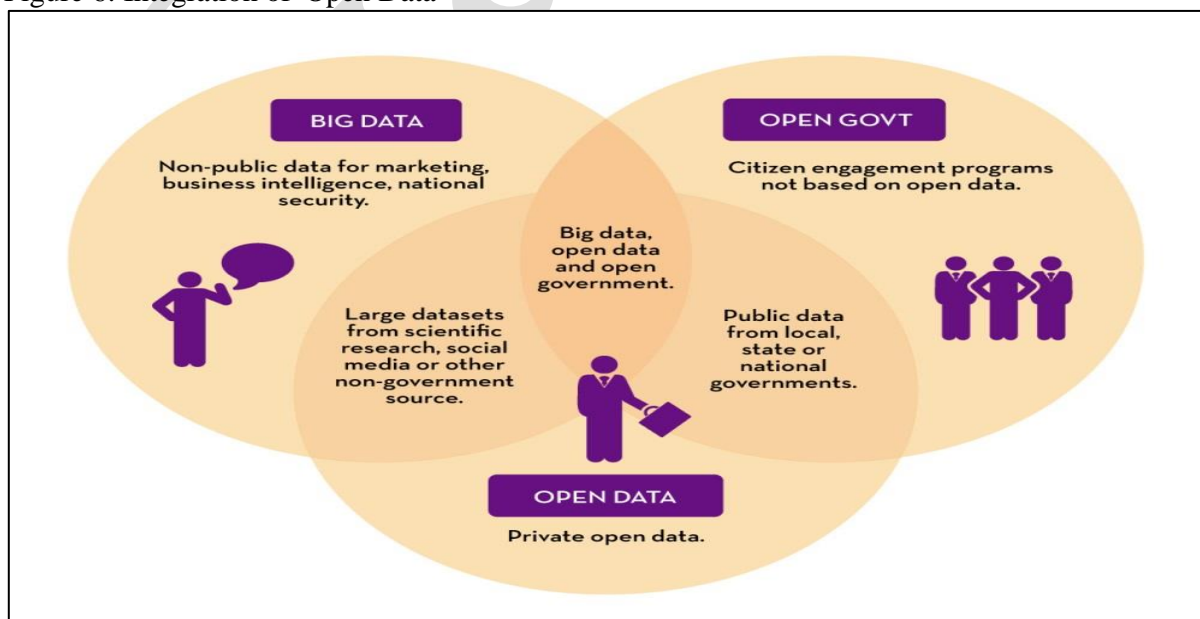 Figure 6. Integration of Open Data
BIG DATA
Non-public data for marketing,
business intelligence, national
security.
OPEN GOVT
Citizen engagement programs
not based on open data.
Big data,
open data
and open
government.
Large datasets
from scientific
research, social
media or other
non-government
source.
Public data
from local,
state or
national
governments.
OPEN DATA
Private open data.